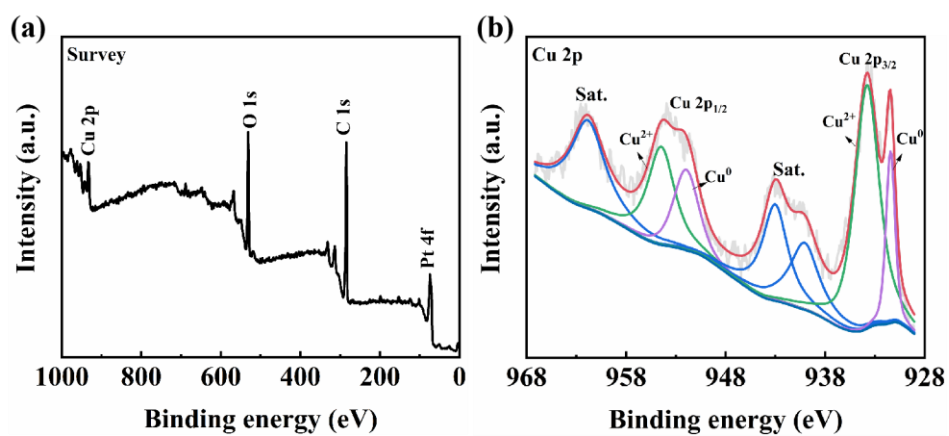 (a)
Survey
Cu 2p
O 1s
C 1s
Pt 4f
Intensity (a.u.)
1000 800 600 400 200 0
Binding energy (eV)
(b)
Cu 2p
Sat.
Cu 2p1/2
Cu2+
Cu0
Sat.
Cu 2p3/2
Cu2+
Cu0
Intensity (a.u.)
968 958 948 938 928
Binding energy (eV)